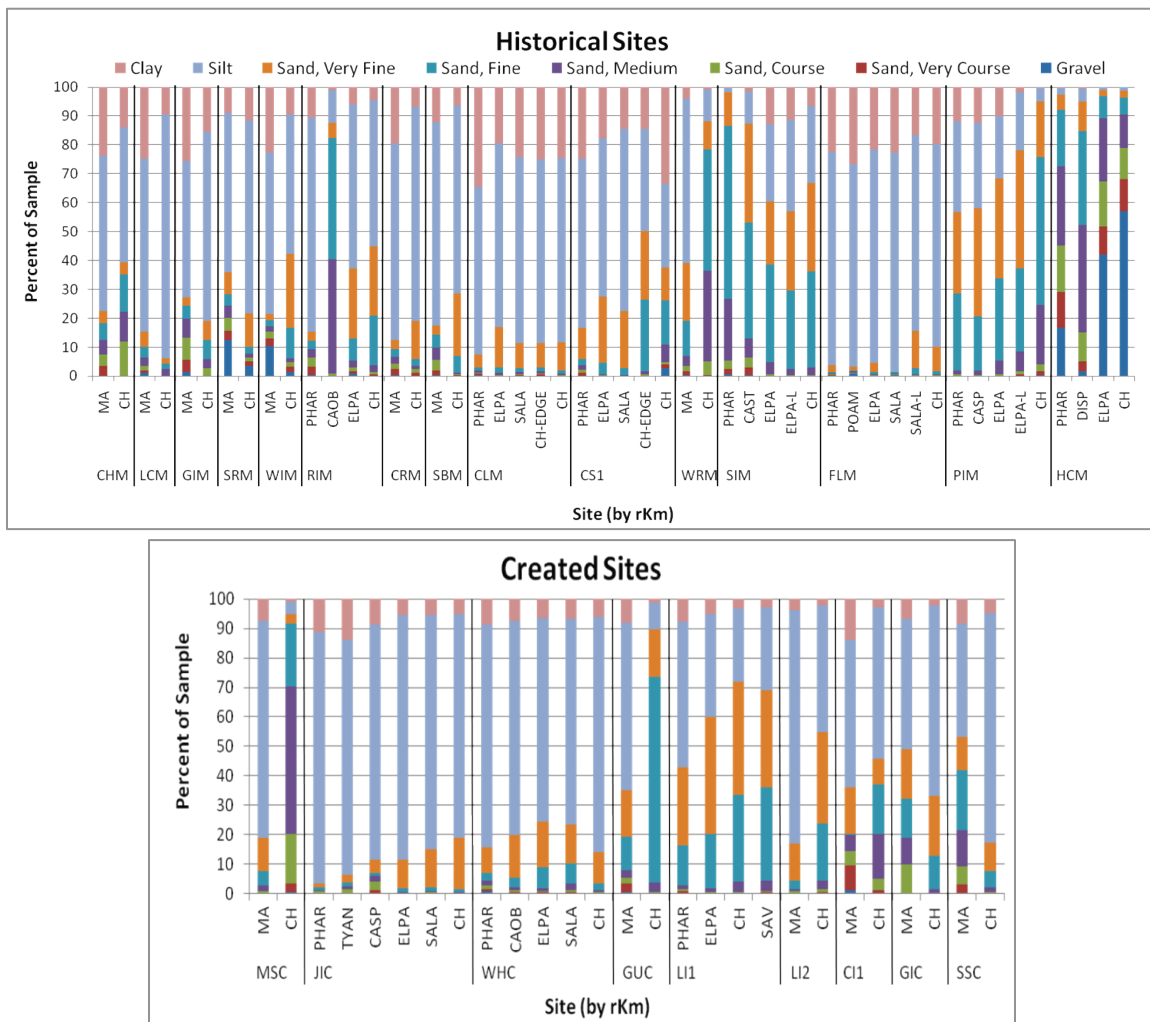 Historical Sites
Clay Silt Sand, Very Fine Sand, Fine Sand, Medium Sand, Course Sand, Very Course Gravel
Percent of Sample
100
90
80
70
60
50
40
30
20
10
0
MA CH MA CH MA CH MA CH MA CH PHAR CAOB ELPA CH MA CH MA CH PHAR ELPA SALA CH-EDGE CH PHAR ELPA SALA CH-EDGE CH MA CH PHAR CAST ELPA ELPA-L CH PHAR POAM ELPA SALA SALA-L CH PHAR CASP ELPA ELPA-L CH PHAR DISP ELPA CH
CHM LCM GIM SRM WIM RIM CRM SBM CLM CS1 WRM SIM FLM PIM HCM
Site (by rKm)
Created Sites
Percent of Sample
100
90
80
70
60
50
40
30
20
10
0
MA CH PHAR TYAN CASP ELPA SALA CH PHAR CAOB ELPA SALA CH MA CH PHAR ELPA CH SAV MA CH MA CH MA CH MA CH
MSC JIC WHC GUC LI1 LI2 CI1 GIC SSC
Site (by rKm)